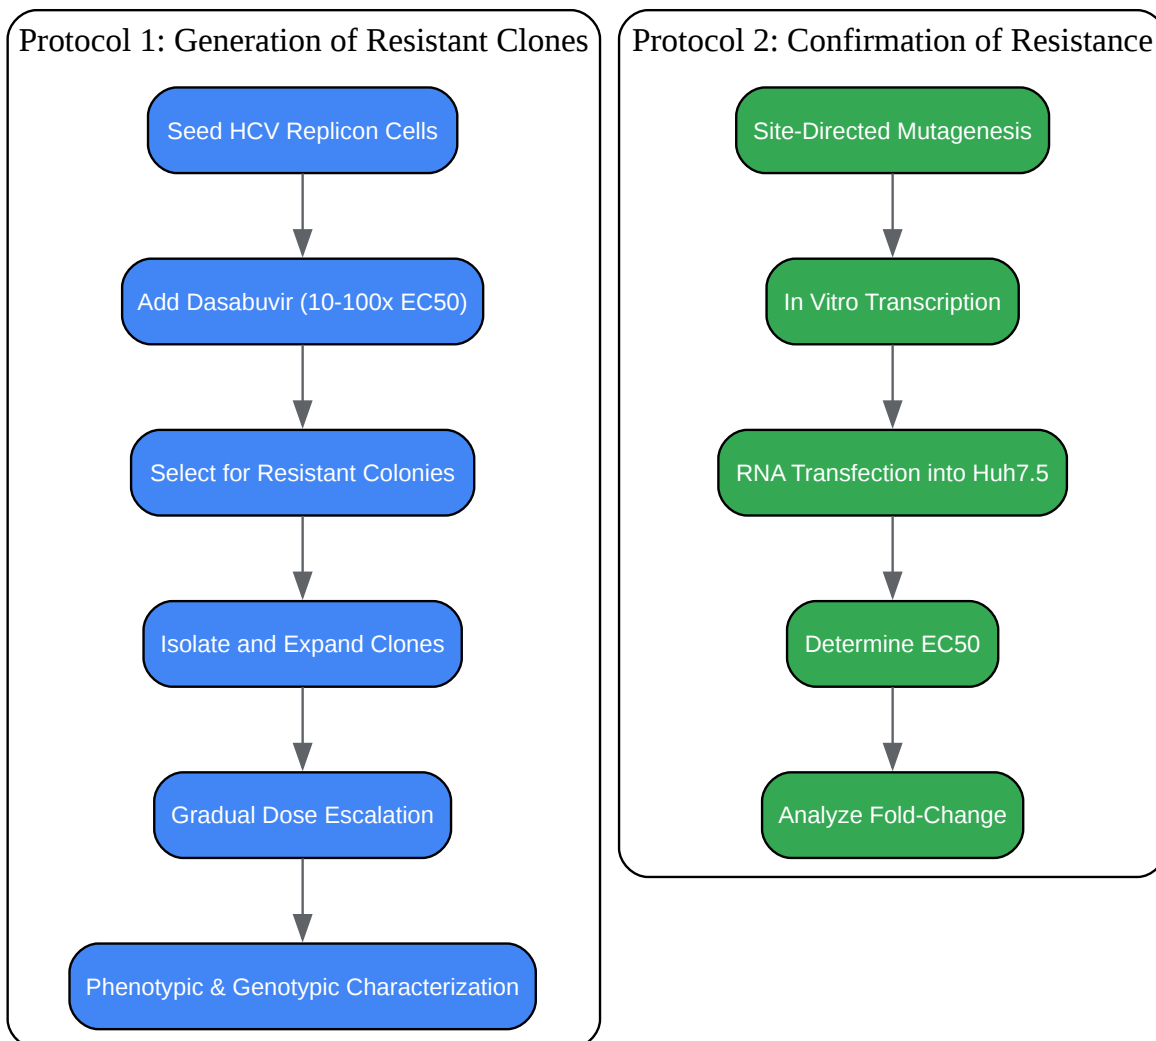 Protocol 1: Generation of Resistant Clones
Seed HCV Replicon Cells
Add Dasabuvir (10-100x EC50)
Select for Resistant Colonies
Isolate and Expand Clones
Gradual Dose Escalation
Phenotypic & Genotypic Characterization
Protocol 2: Confirmation of Resistance
Site-Directed Mutagenesis
In Vitro Transcription
RNA Transfection into Huh7.5
Determine EC50
Analyze Fold-Change